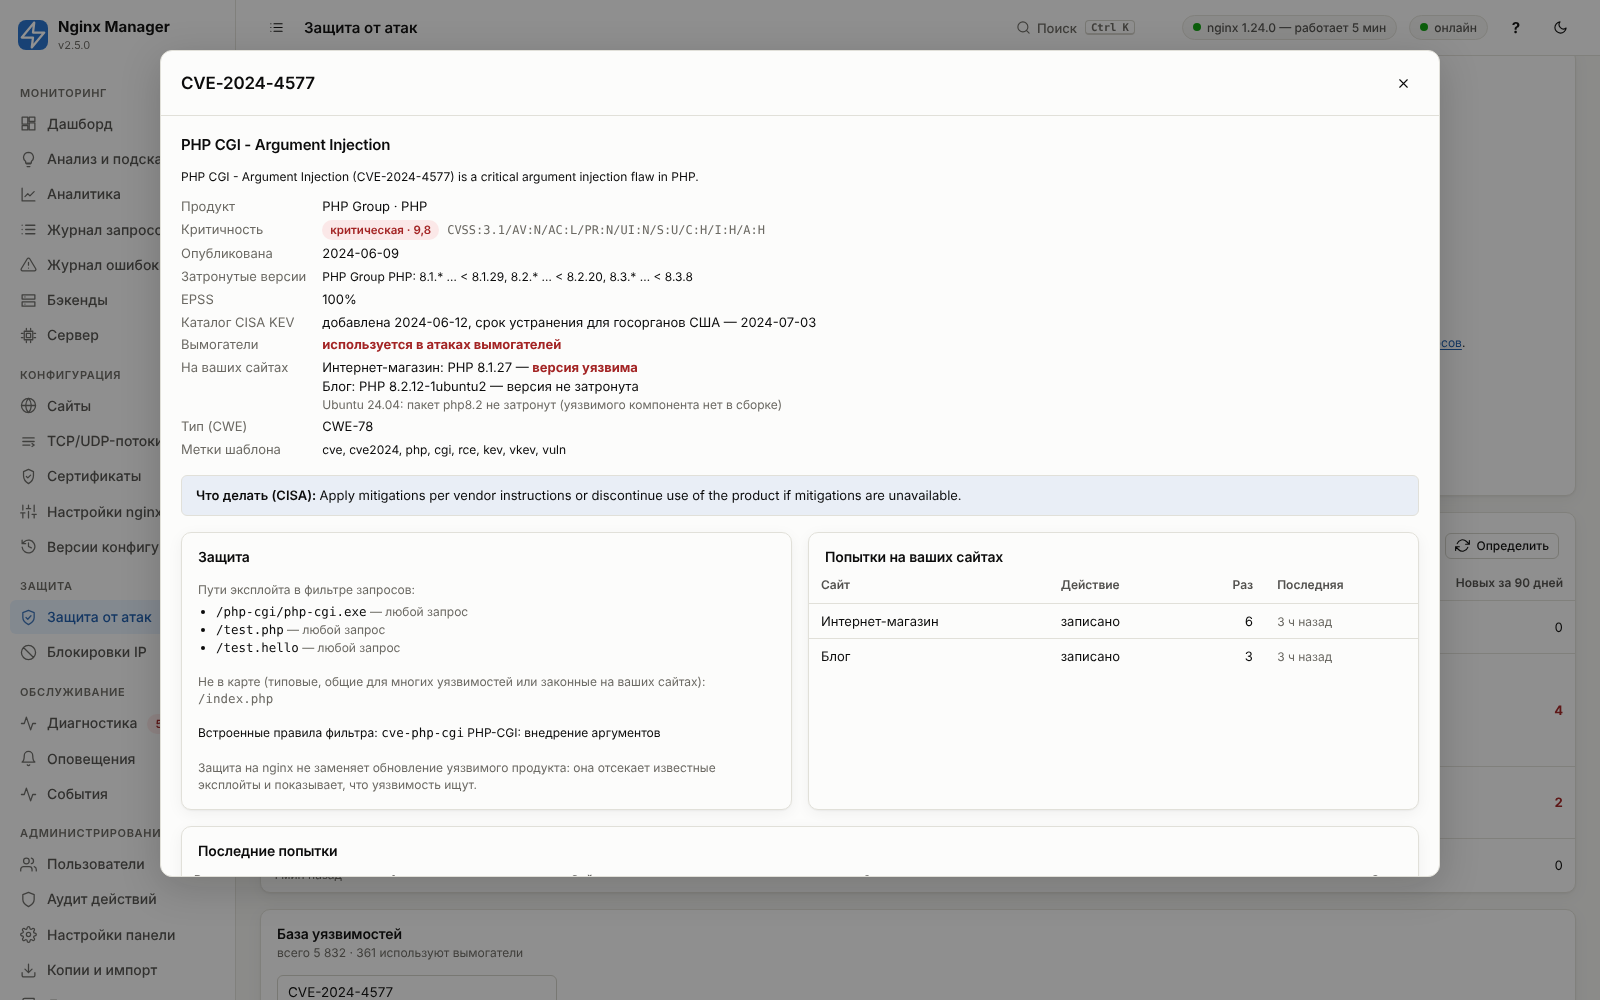 Nginx Manager
v2.5.0
Защита от атак
Поиск Ctrl K
nginx 1.24.0 — работает 5 мин
онлайн
?
МОНИТОРИНГ
Дашборд
Анализ и подска
Аналитика
Журнал запросо
Журнал ошибок
Бэкенды
Сервер
КОНФИГУРАЦИЯ
Сайты
TCP/UDP-потоки
Сертификаты
Настройки nginx
Версии конфигу
ЗАЩИТА
Защита от атак
Блокировки IP
ОБСЛУЖИВАНИЕ
Диагностика 5
Оповещения
События
АДМИНИСТРИРОВАНИ
Пользователи
Аудит действий
Настройки панели
Копии и импорт
CVE-2024-4577
PHP CGI - Argument Injection
PHP CGI - Argument Injection (CVE-2024-4577) is a critical argument injection flaw in PHP.
Продукт PHP Group · PHP
Критичность критическая · 9,8 CVSS:3.1/AV:N/AC:L/PR:N/UI:N/S:U/C:H/I:H/A:H
Опубликована 2024-06-09
Затронутые версии PHP Group PHP: 8.1.* … < 8.1.29, 8.2.* … < 8.2.20, 8.3.* … < 8.3.8
EPSS 100%
Каталог CISA KEV добавлена 2024-06-12, срок устранения для госорганов США — 2024-07-03
Вымогатели используется в атаках вымогателей
На ваших сайтах Интернет-магазин: PHP 8.1.27 — версия уязвима
Блог: PHP 8.2.12-1ubuntu2 — версия не затронута
Ubuntu 24.04: пакет php8.2 не затронут (уязвимого компонента нет в сборке)
Тип (CWE) CWE-78
Метки шаблона cve, cve2024, php, cgi, rce, kev, vkev, vuln
Что делать (CISA): Apply mitigations per vendor instructions or discontinue use of the product if mitigations are unavailable.
Защита
Пути эксплойта в фильтре запросов:
• /php-cgi/php-cgi.exe — любой запрос
• /test.php — любой запрос
• /test.hello — любой запрос
Не в карте (типовые, общие для многих уязвимостей или законные на ваших сайтах):
/index.php
Встроенные правила фильтра: cve-php-cgi PHP-CGI: внедрение аргументов
Защита на nginx не заменяет обновление уязвимого продукта: она отсекает известные
эксплойты и показывает, что уязвимость ищут.
Попытки на ваших сайтах
Сайт Действие Раз Последняя
Интернет-магазин записано 6 3 ч назад
Блог записано 3 3 ч назад
Последние попытки
сов.
Определить
Новых за 90 дней
0
4
2
0
База уязвимостей
всего 5 832 · 361 используют вымогатели
CVE-2024-4577